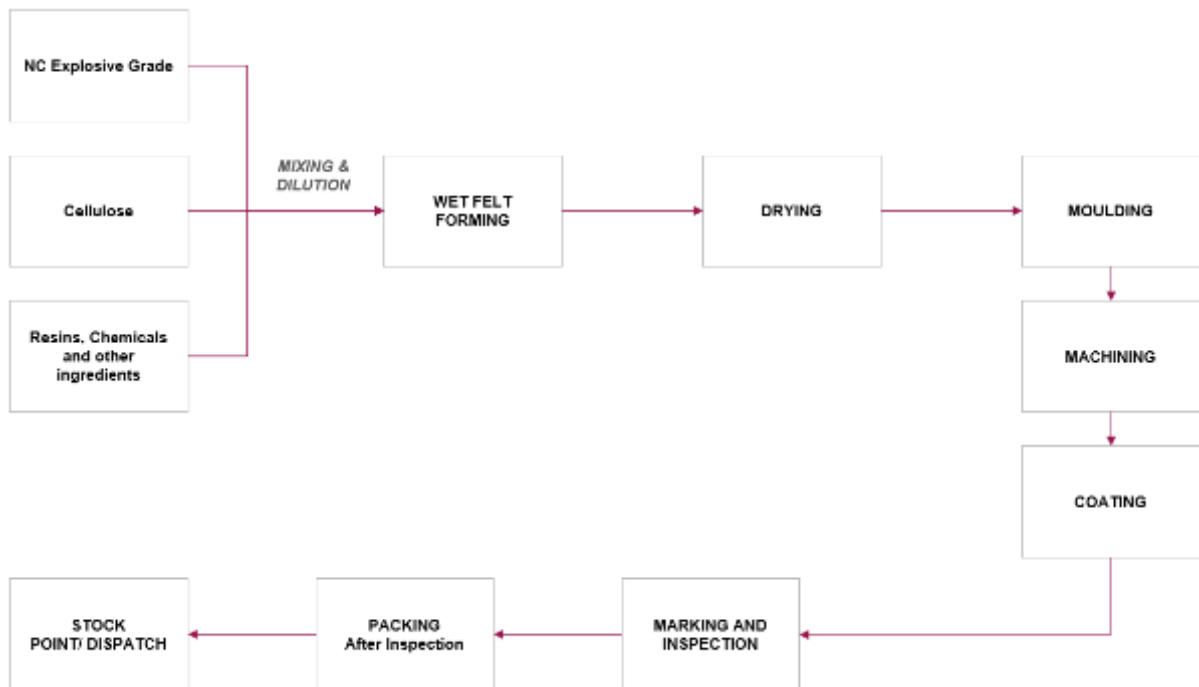 NC Explosive Grade
Cellulose
Resins, Chemicals
and other
ingredients
MIXING &
DILUTION
WET FELT
FORMING
DRYING
MOULDING
MACHINING
COATING
MARKING AND
INSPECTION
PACKING
After Inspection
STOCK
POINT/ DISPATCH